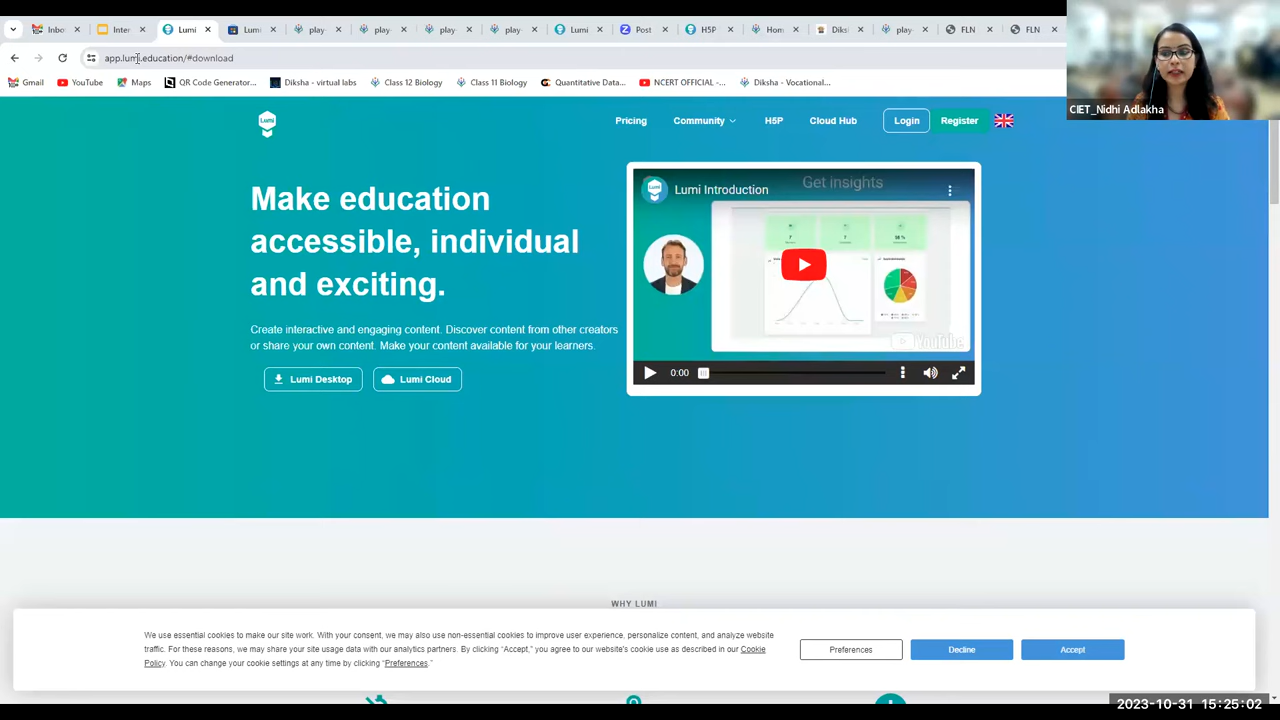 Inbo
Inter
Lumi
Lumi
play-
play-
play-
play-
play-
Lumi
Post
H5P
Hom
Diksl
play-
FLN
FLN
app.lumi.education/#download
Gmail
YouTube
Maps
QR Code Generator...
Diksha - virtual labs
Class 12 Biology
Class 11 Biology
Quantitative Data...
NCERT OFFICIAL -...
Diksha - Vocational...
CIET_Nidhi Adlakha
Lumi
Pricing
Community
H5P
Cloud Hub
Login
Register
Make education
accessible, individual
and exciting.
Create interactive and engaging content. Discover content from other creators
or share your own content. Make your content available for your learners.
Lumi Desktop
Lumi Cloud
Lumi
Lumi Introduction
Get insights
YouTube
0:00
WHY LUMI
We use essential cookies to make our site work. With your consent, we may also use non-essential cookies to improve user experience, personalize content, and analyze website
traffic. For these reasons, we may share your site usage data with our analytics partners. By clicking “Accept,” you agree to our website's cookie use as described in our Cookie
Policy. You can change your cookie settings at any time by clicking “Preferences.”
Preferences
Decline
Accept
2023-10-31 15:25:02